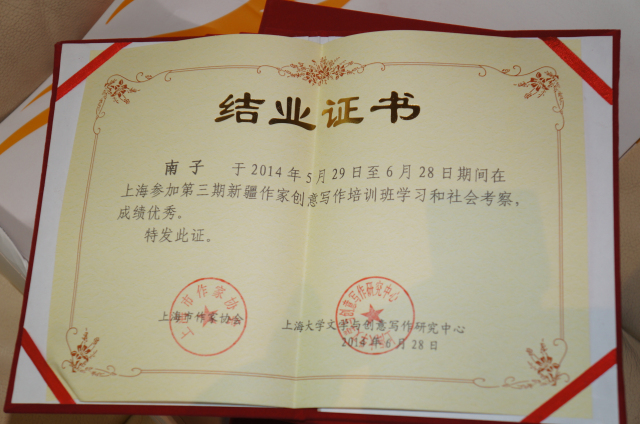 结业证书
南子 于2014年5月29日至6月28日期间在
上海参加第三期新疆作家创意写作培训班学习和社会考察，
成绩优秀。
特发此证。
上海市作家协会
上海大学文学与创意写作研究中心
2014年6月28日